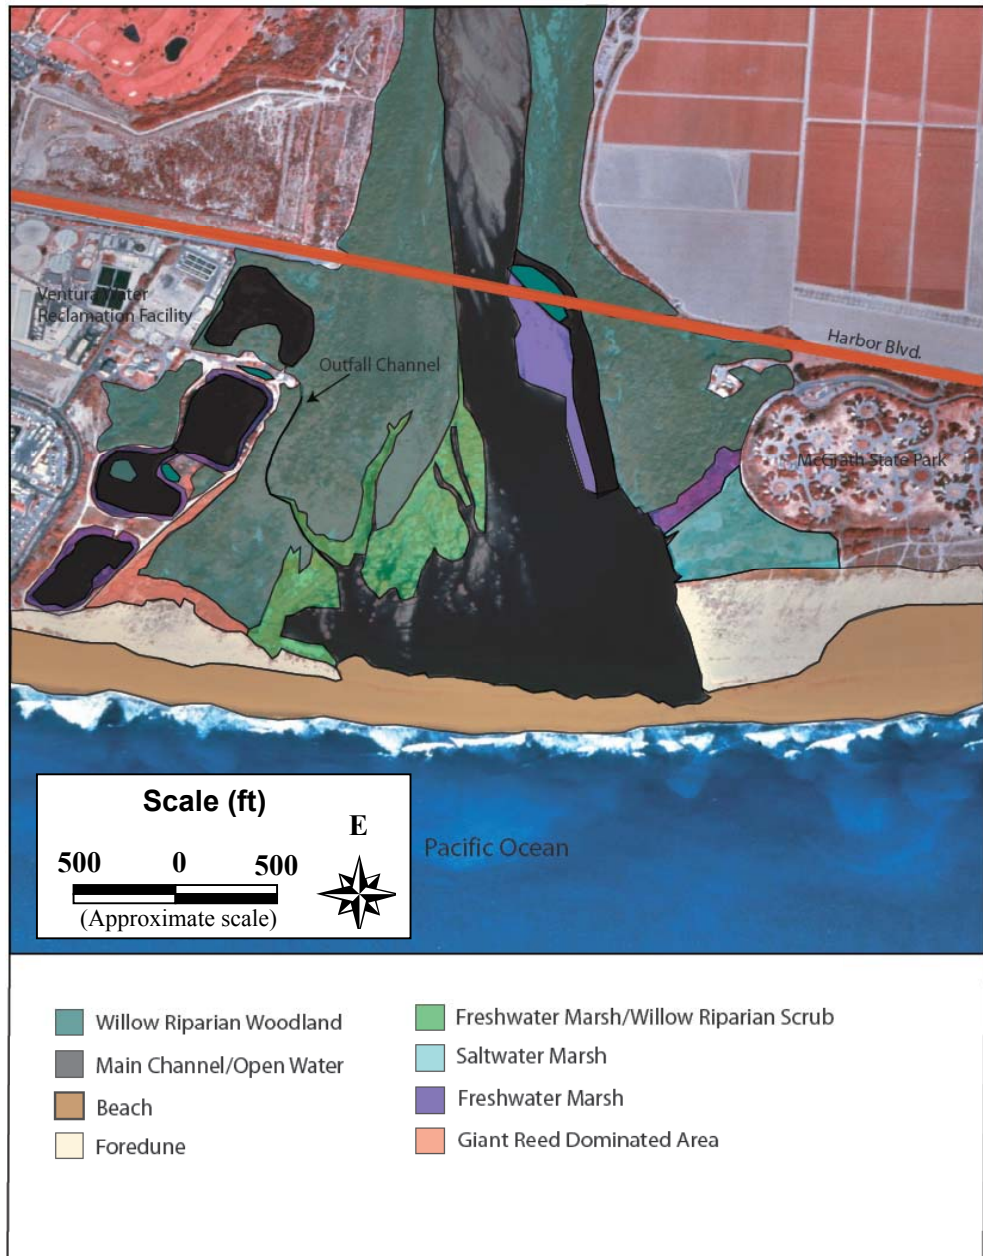 Ventura Water
Reclamation Facility
Outfall Channel
Harbor Blvd.
McGrath State Park
Pacific Ocean
Scale (ft)
E
500 0 500
(Approximate scale)
Willow Riparian Woodland
Main Channel/Open Water
Beach
Foredune
Freshwater Marsh/Willow Riparian Scrub
Saltwater Marsh
Freshwater Marsh
Giant Reed Dominated Area